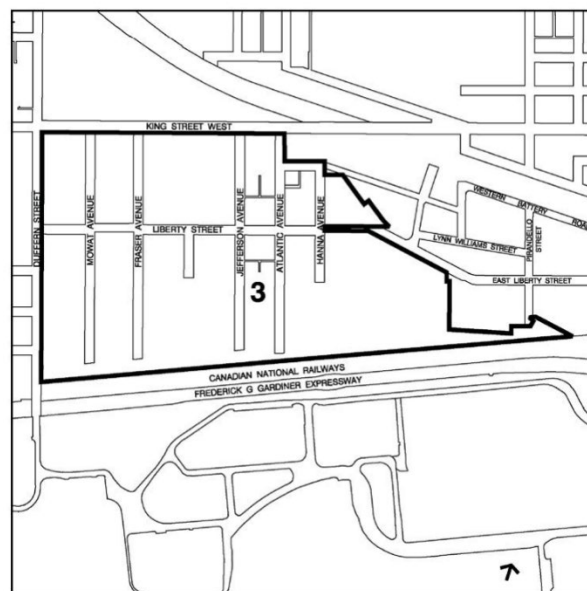 KING STREET WEST
DUFFERN STREET
MOWAT AVENUE
FRASER AVENUE
JEFFERSON AVENUE
ATLANTIC AVENUE
HANNA AVENUE
LIBERTY STREET
WESTERN BATTERY ROAD
LYNN WILLIAMS STREET
PIRANDELLO STREET
EAST LIBERTY STREET
3
CANADIAN NATIONAL RAILWAYS
FREDERICK G GARDINER EXPRESSWAY